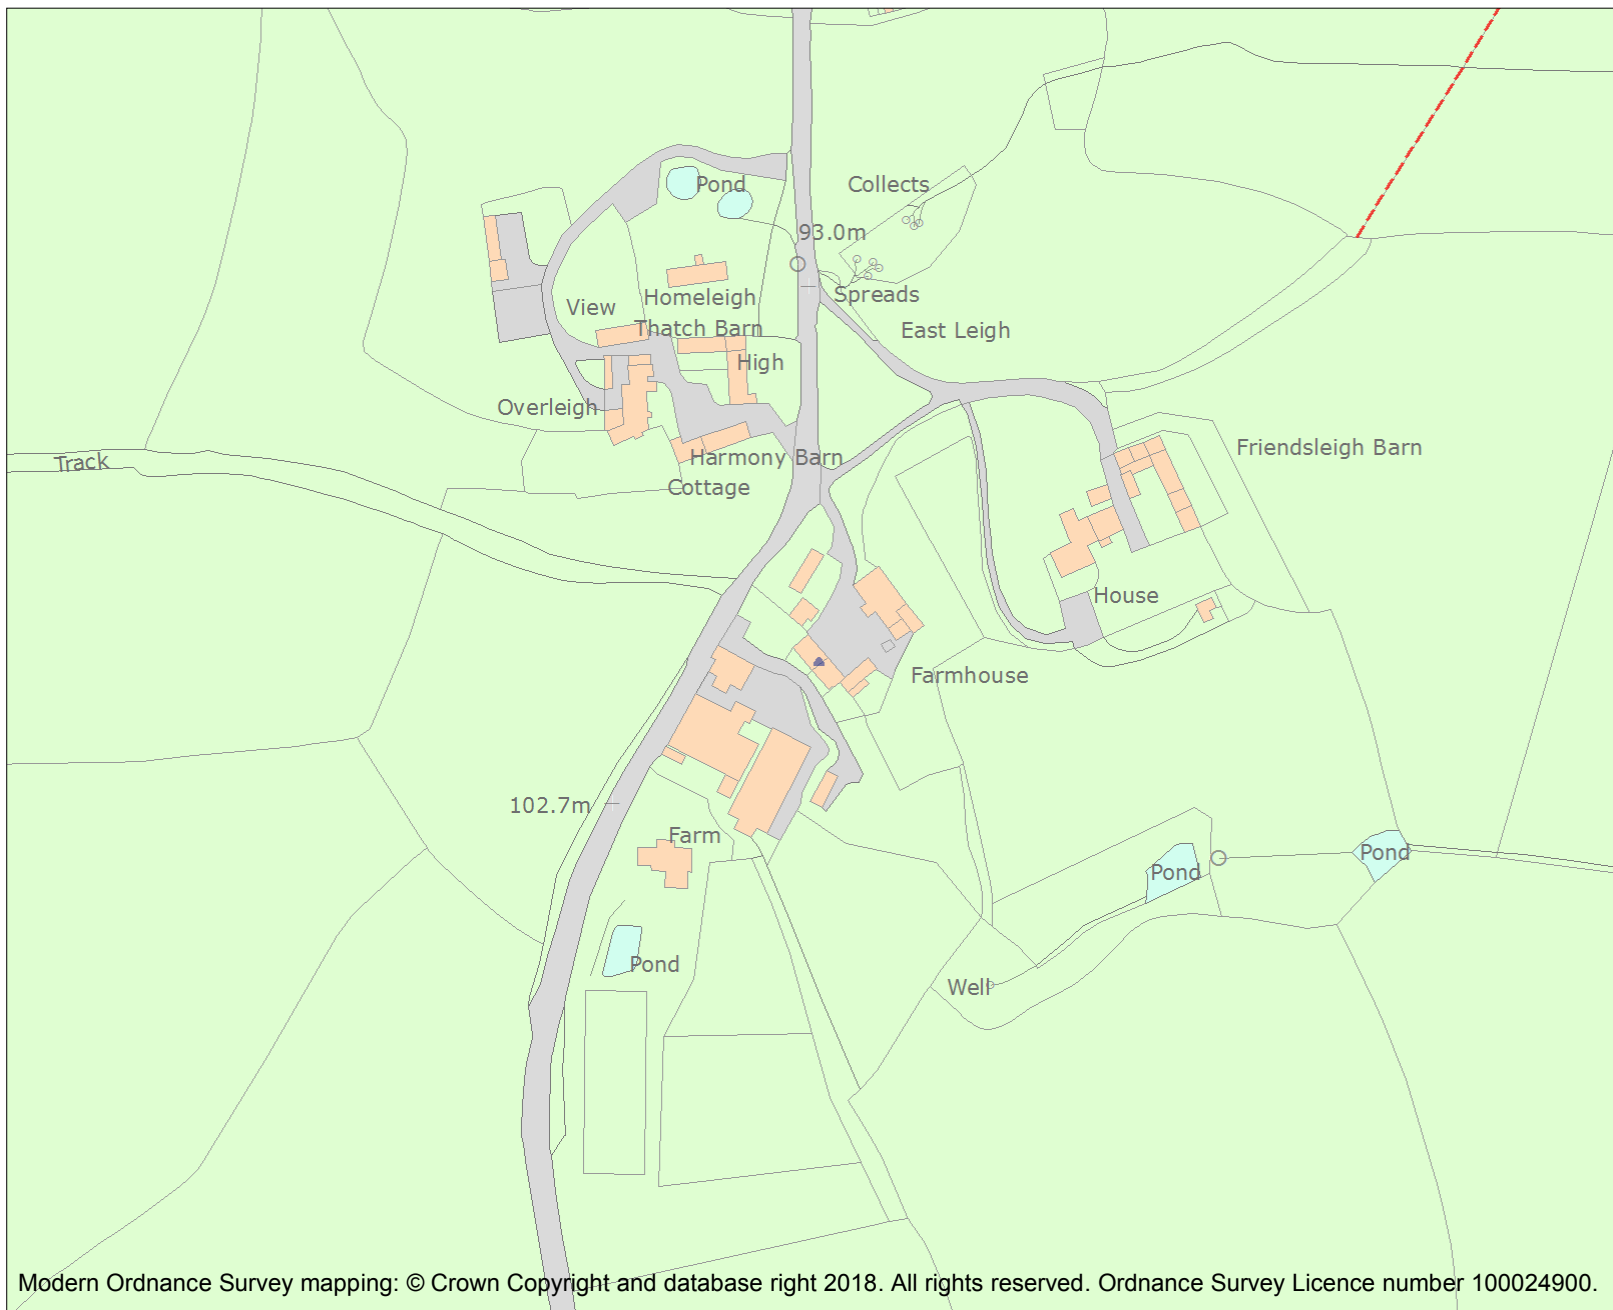 Pond
Collects
93.0m
Homeleigh
Spreads
View
Thatch Barn
East Leigh
High
Overleigh
Friendsleigh Barn
Track
Harmony Barn
Cottage
House
Farmhouse
102.7m
Farm
Pond
Pond
Pond
Well
Modern Ordnance Survey mapping: © Crown Copyright and database right 2018. All rights reserved. Ordnance Survey Licence number 100024900.